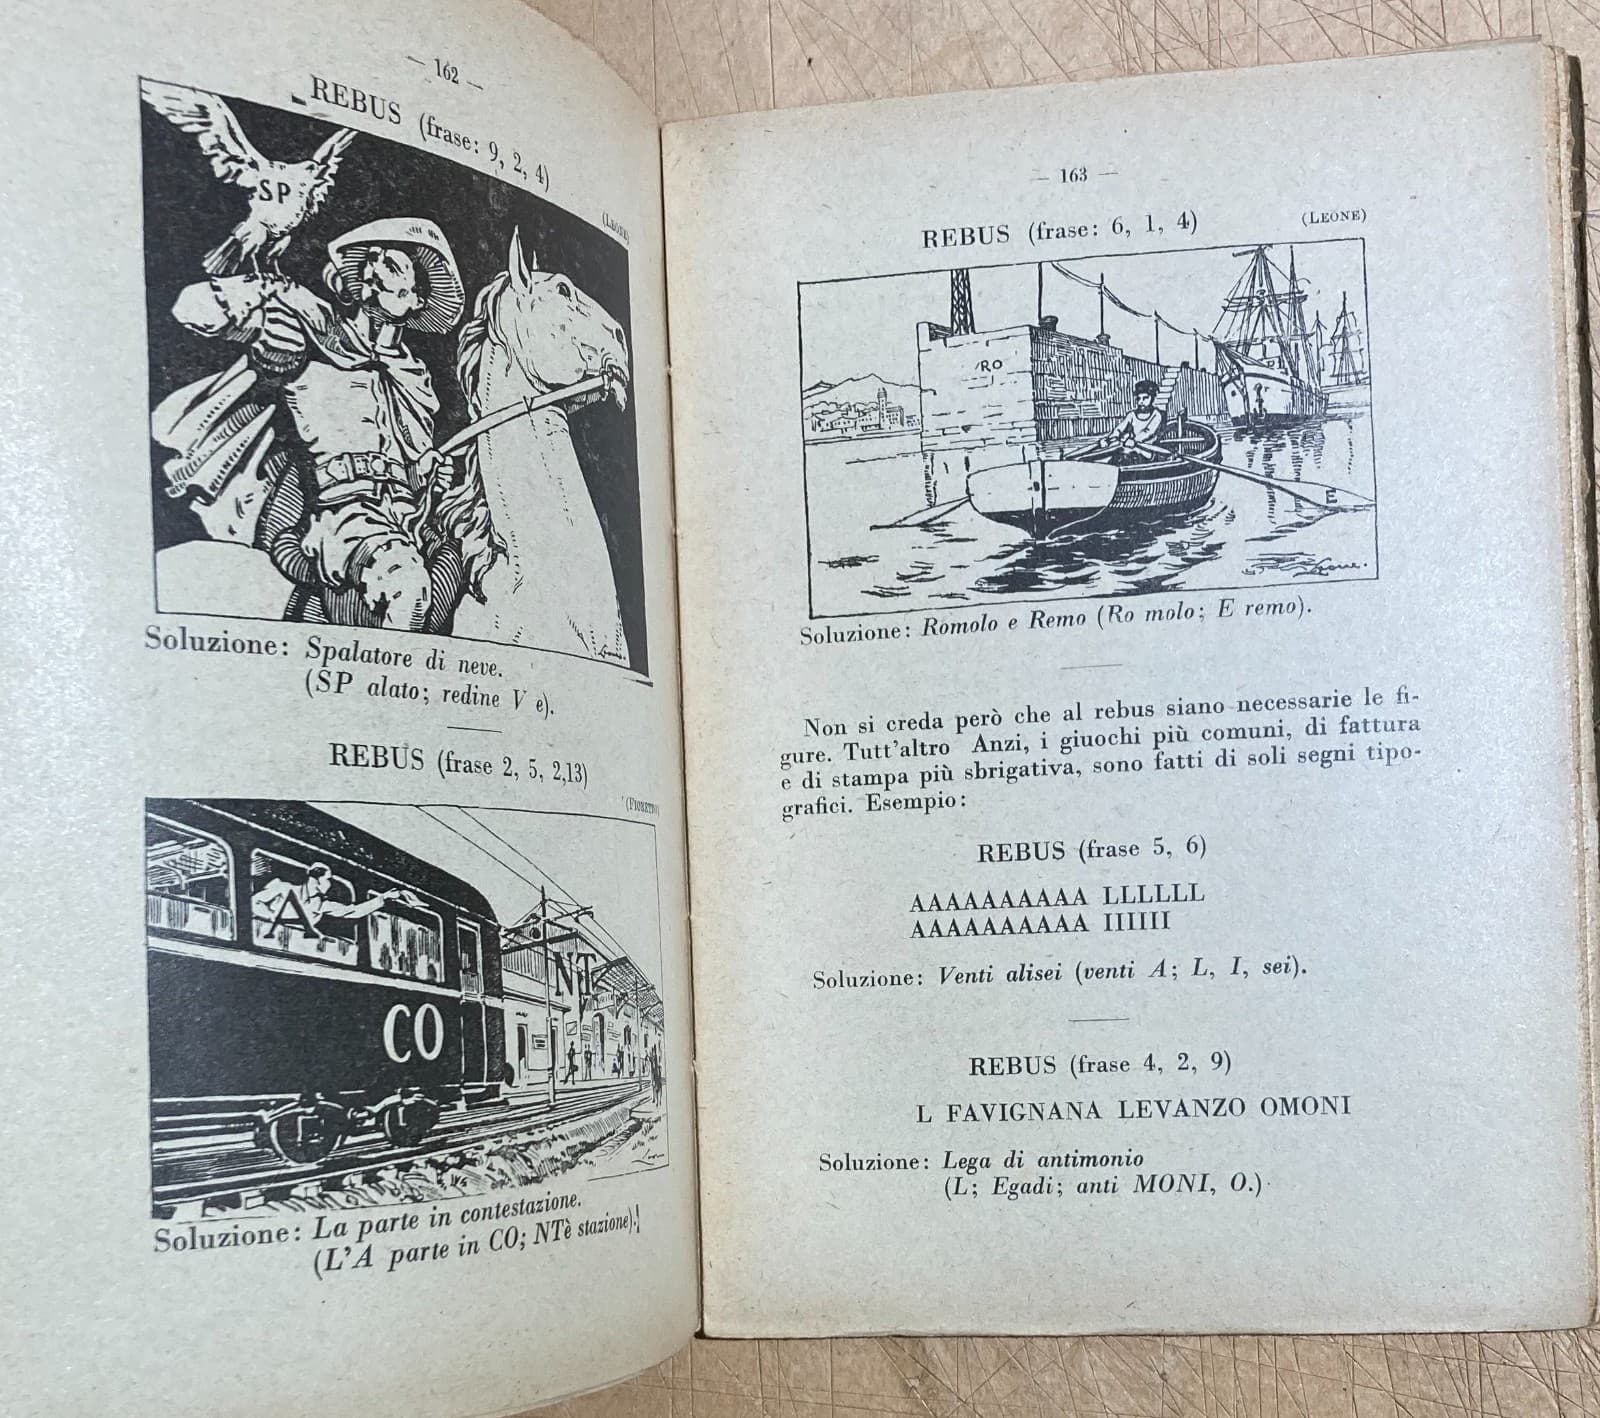 — 162 —
REBUS (frase: 9, 2, 4)
(LEONE)
SP
Soluzione: Spalatore di neve.
(SP alato; redine V e).
REBUS (frase 2, 5, 2,13)
(FIORETTO)
A
NT
CO
Soluzione: La parte in contestazione.
(L'A parte in CO; NTè stazione).
— 163 —
REBUS (frase: 6, 1, 4)
(LEONE)
RO
E
Leone.
Soluzione: Romolo e Remo (Ro molo; E remo).
Non si creda però che al rebus siano necessarie le fi-
gure. Tutt'altro Anzi, i giuochi più comuni, di fattura
e di stampa più sbrigativa, sono fatti di soli segni tipo-
grafici. Esempio:
REBUS (frase 5, 6)
AAAAAAAAAA LLLLLL
AAAAAAAAAA IIIIII
Soluzione: Venti alisei (venti A; L, I, sei).
REBUS (frase 4, 2, 9)
L FAVIGNANA LEVANZO OMONI
Soluzione: Lega di antimonio
(L; Egadi; anti MONI, O.)